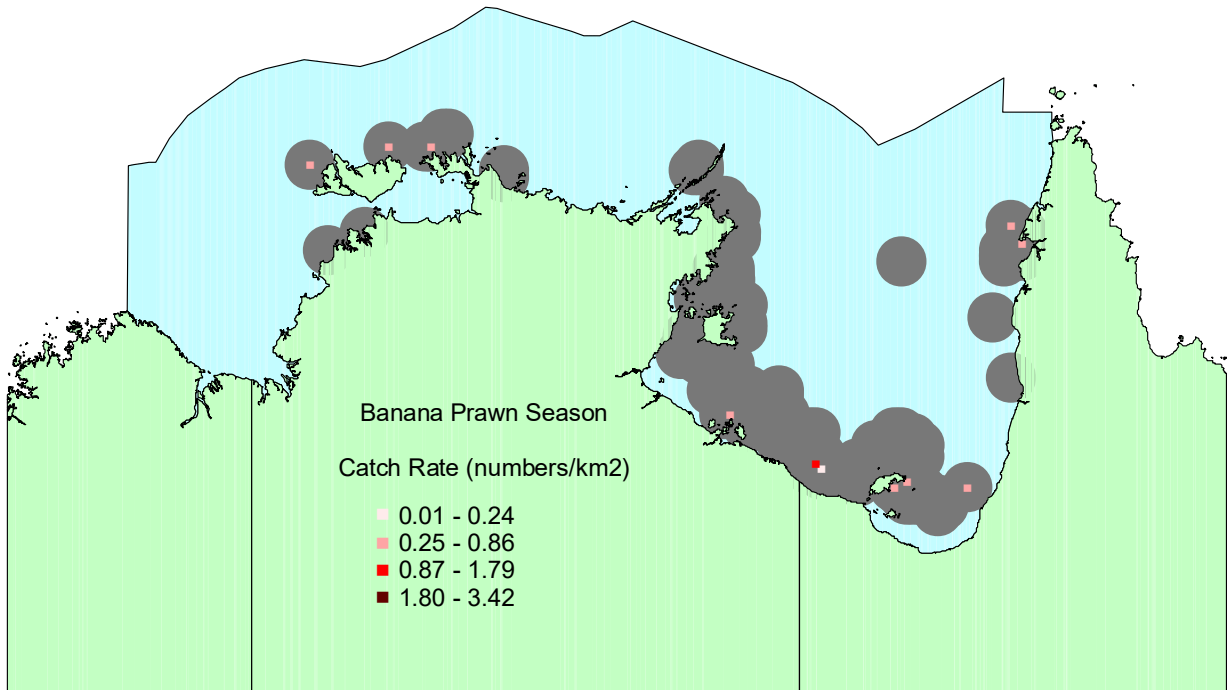 Banana Prawn Season
Catch Rate (numbers/km2)
0.01 - 0.24
0.25 - 0.86
0.87 - 1.79
1.80 - 3.42